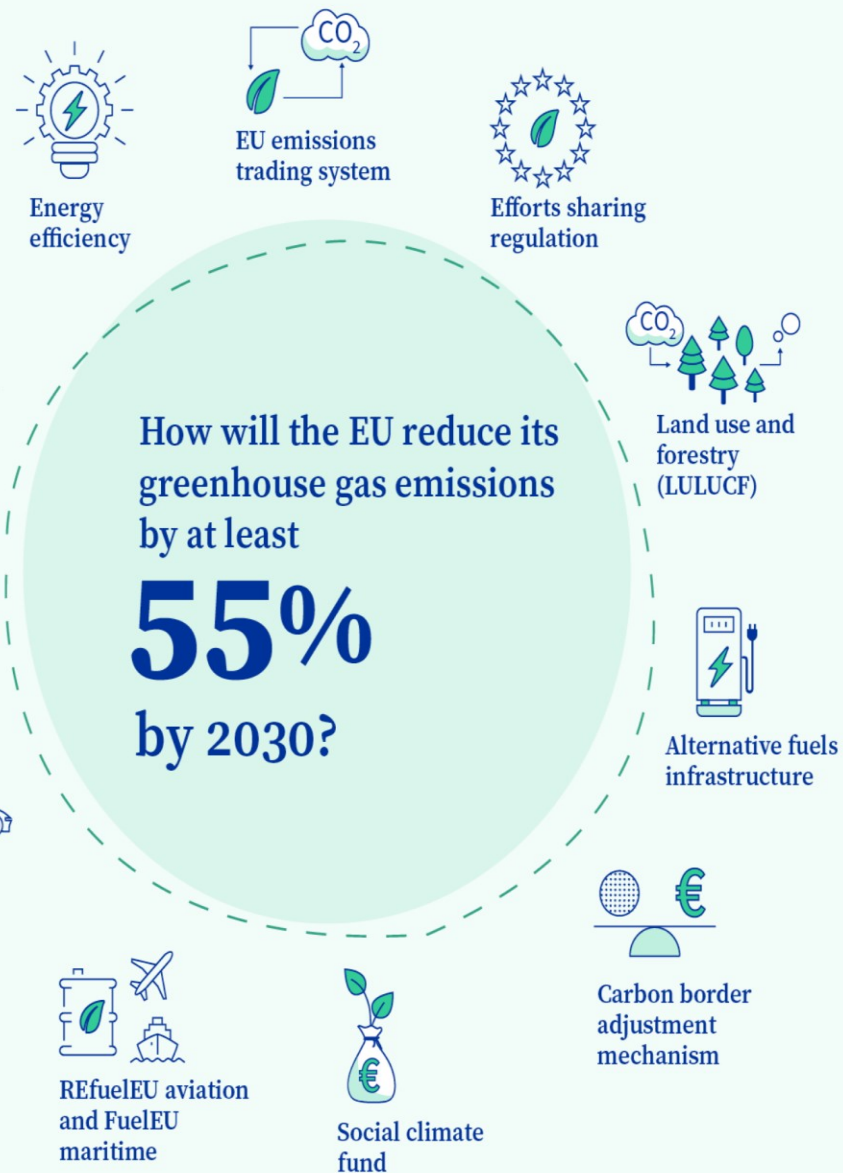 CO2
EU emissions
trading system
Energy
efficiency
Efforts sharing
regulation
CO2
Land use and
forestry
(LULUCF)
How will the EU reduce its
greenhouse gas emissions
by at least
55%
by 2030?
Alternative fuels
infrastructure
€
Carbon border
adjustment
mechanism
€
Social climate
fund
REfuelEU aviation
and FuelEU
maritime